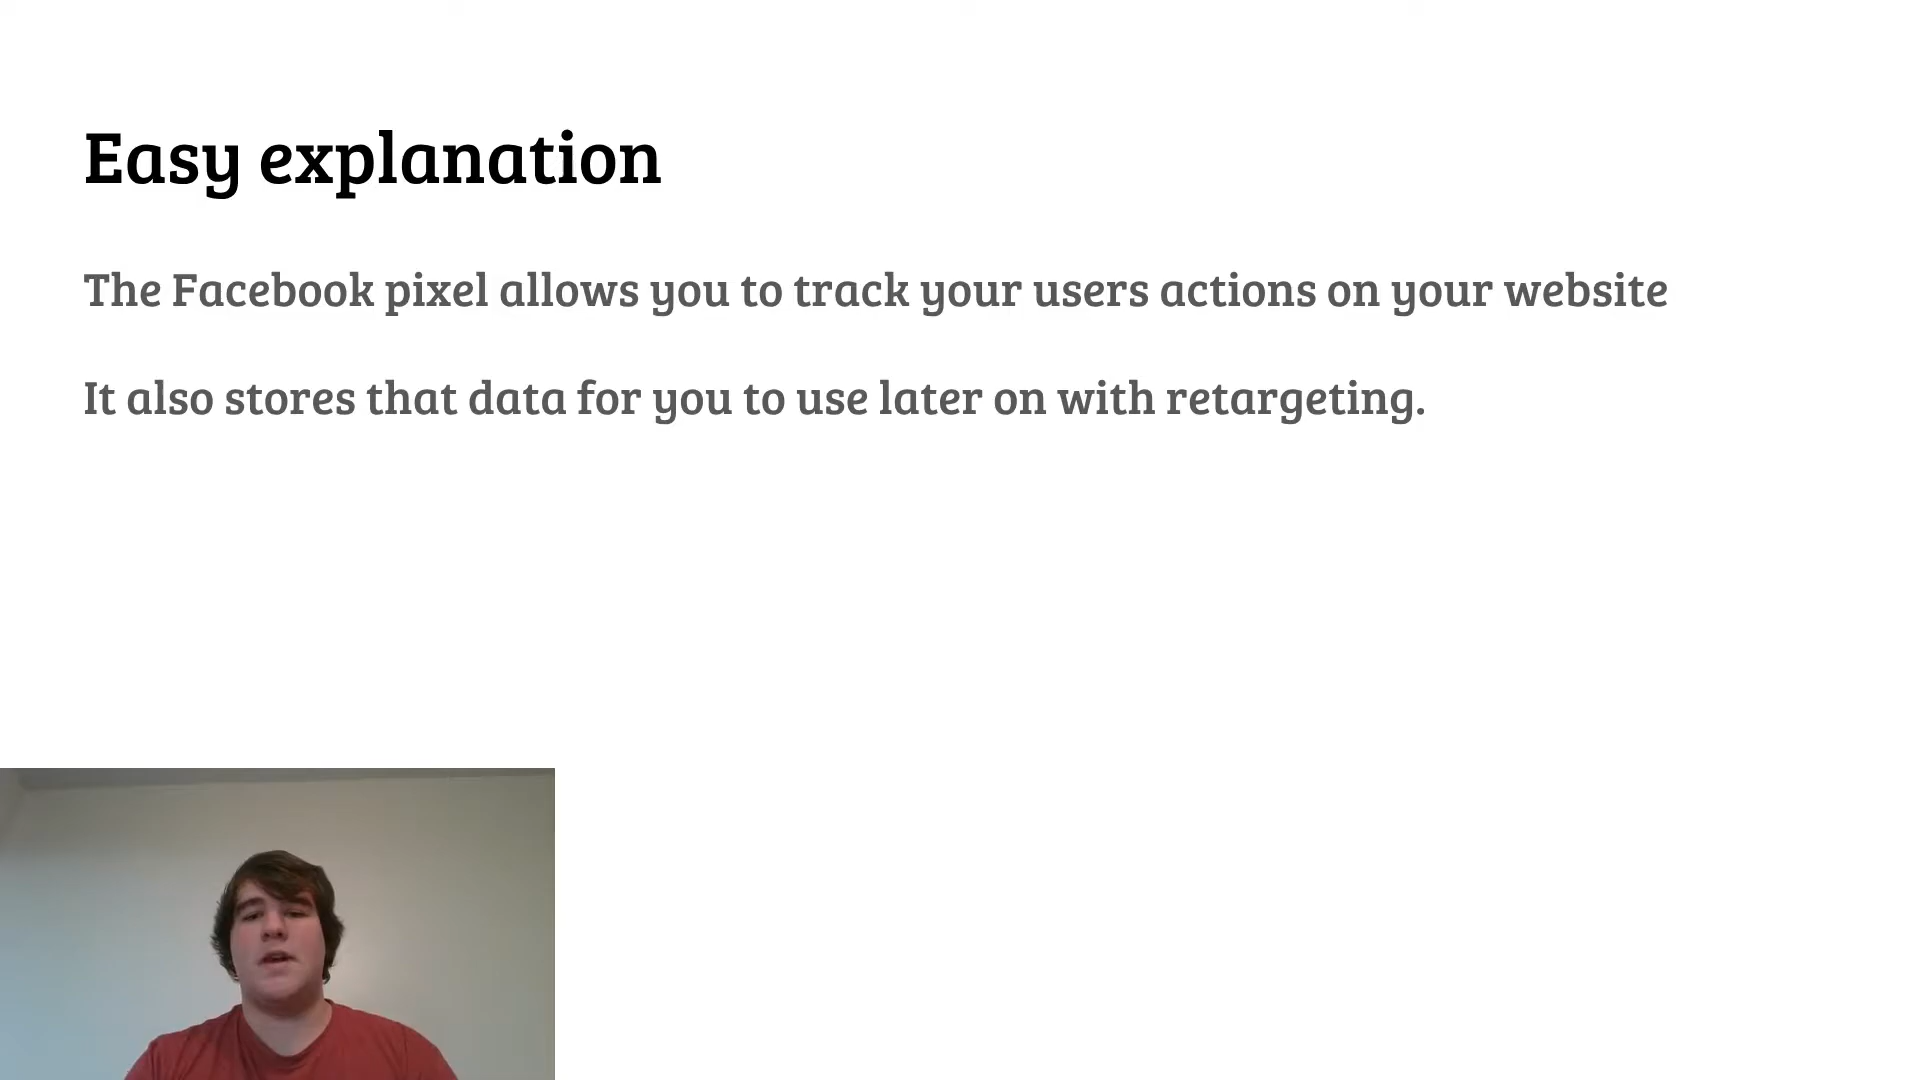 Easy explanation
The Facebook pixel allows you to track your users actions on your website
It also stores that data for you to use later on with retargeting.